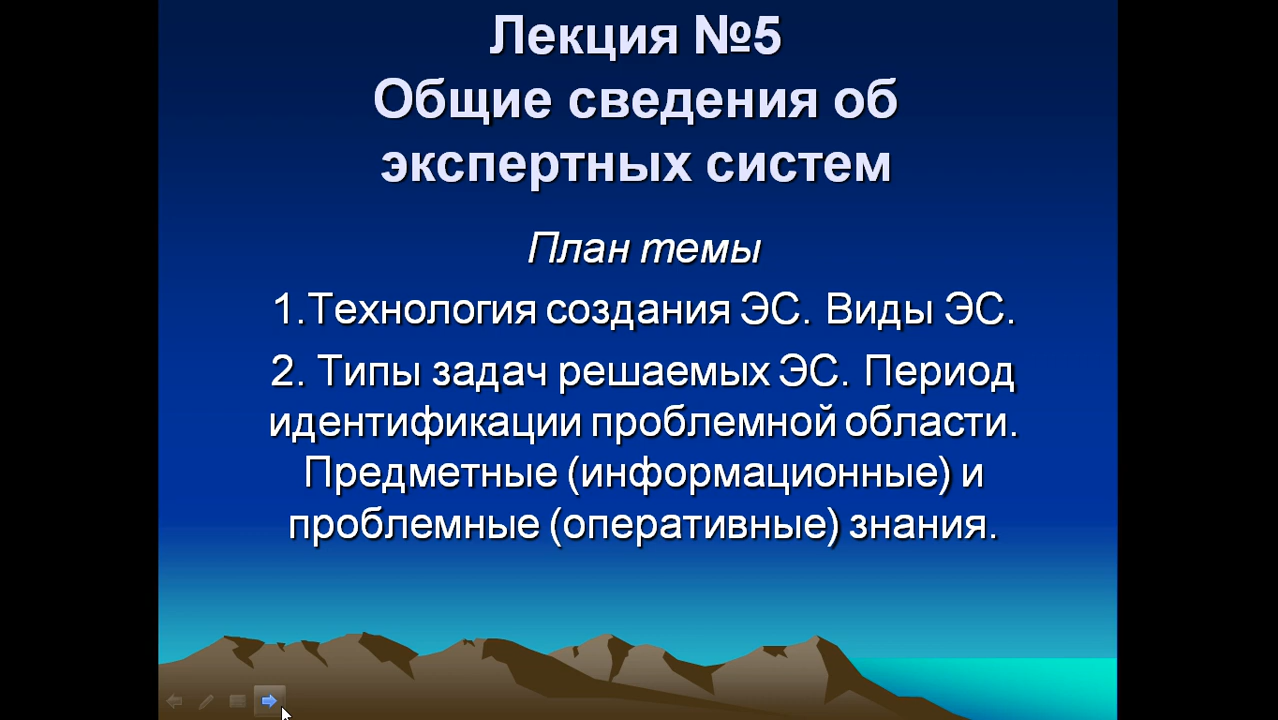 Лекция №5
Общие сведения об
экспертных систем
План темы
1.Технология создания ЭС. Виды ЭС.
2. Типы задач решаемых ЭС. Период
идентификации проблемной области.
Предметные (информационные) и
проблемные (оперативные) знания.